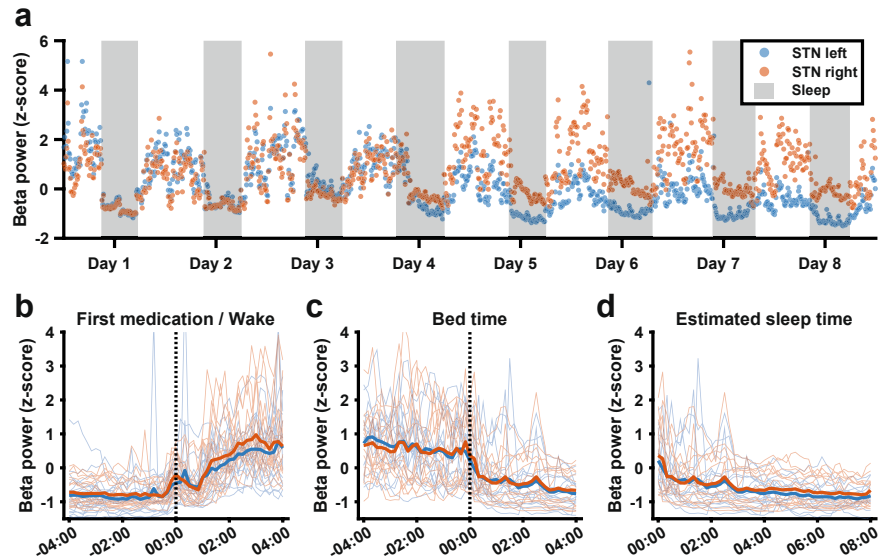 a
Beta power (z-score)
6
4
2
0
-2
STN left
STN right
Sleep
Day 1 Day 2 Day 3 Day 4 Day 5 Day 6 Day 7 Day 8
b
First medication / Wake
Beta power (z-score)
4
3
2
1
0
-1
-04:00 -02:00 00:00 02:00 04:00
c
Bed time
Beta power (z-score)
4
3
2
1
0
-1
-04:00 -02:00 00:00 02:00 04:00
d
Estimated sleep time
Beta power (z-score)
4
3
2
1
0
-1
00:00 02:00 04:00 06:00 08:00